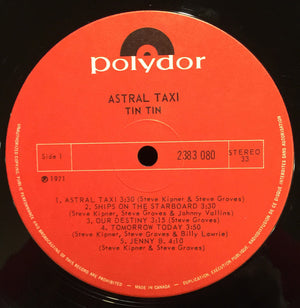 polydor
ASTRAL TAXI
TIN TIN
Side 1
2383 080
STEREO
33
℗ 1971
1. ASTRAL TAXI 3:30 (Steve Kipner & Steve Groves)
2. SHIPS ON THE STARBOARD 3:30
(Steve Kipner, Steve Groves & Johnny Vallins)
3. OUR DESTINY 3:15 (Steve Kipner & Steve Groves)
4. TOMORROW TODAY 3:50
(Steve Kipner, Steve Groves & Billy Lawrie)
5. JENNY B. 4:10
(Steve Kipner & Steve Groves)
MADE IN CANADA